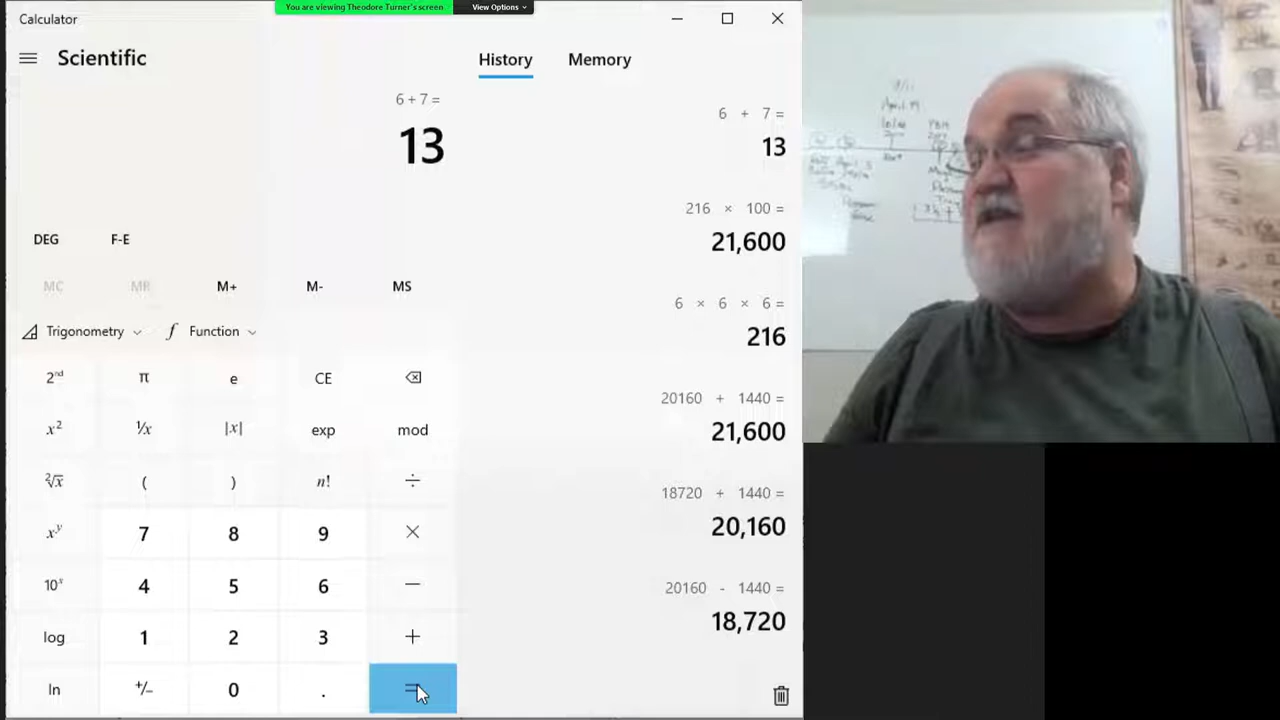 You are viewing Theodore Turner's screen View Options
Calculator
Scientific
History Memory
6 + 7 =
13
6 + 7 =
13
216 × 100 =
21,600
6 × 6 × 6 =
216
20160 + 1440 =
21,600
18720 + 1440 =
20,160
20160 - 1440 =
18,720
DEG F-E
MC MR M+ M- MS
Trigonometry f Function
2nd π e CE
x² ¹/x |x| exp mod
²√x ( ) n! ÷
xʸ 7 8 9 ×
10ˣ 4 5 6 −
log 1 2 3 +
ln +/− 0 . =
April 19